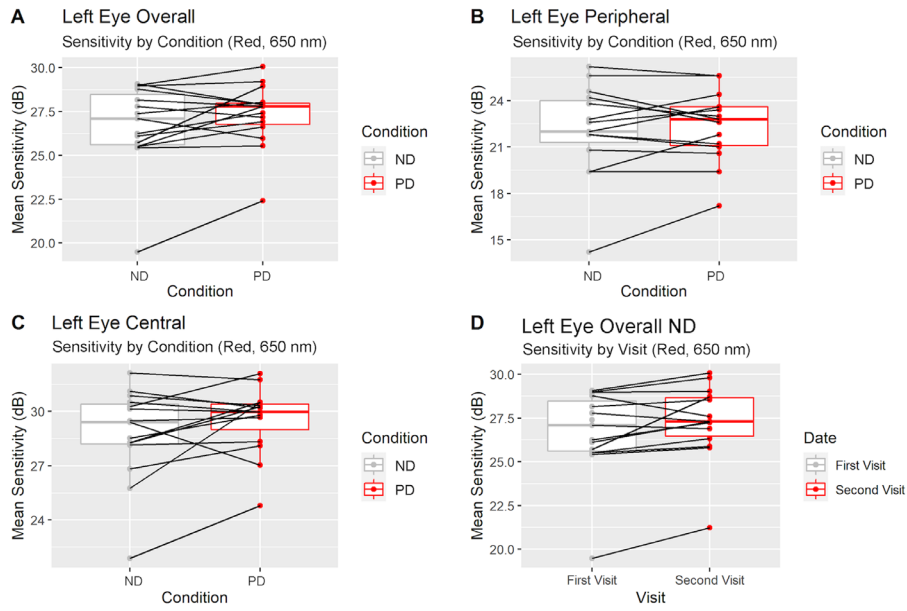 A Left Eye Overall
Sensitivity by Condition (Red, 650 nm)
30.0
27.5
25.0
22.5
20.0
Mean Sensitivity (dB)
ND PD
Condition
Condition
ND
PD
B Left Eye Peripheral
Sensitivity by Condition (Red, 650 nm)
24
21
18
15
Mean Sensitivity (dB)
ND PD
Condition
Condition
ND
PD
C Left Eye Central
Sensitivity by Condition (Red, 650 nm)
30
27
24
Mean Sensitivity (dB)
ND PD
Condition
Condition
ND
PD
D Left Eye Overall ND
Sensitivity by Visit (Red, 650 nm)
30.0
27.5
25.0
22.5
20.0
Mean Sensitivity (dB)
First Visit Second Visit
Visit
Date
First Visit
Second Visit